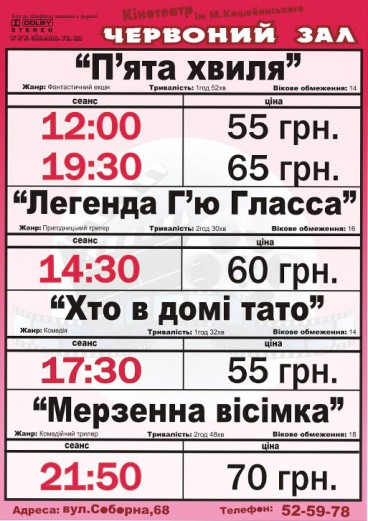 Кінотеатр ім М.Коцюбинського
DOLBY
STEREO
ЧЕРВОНИЙ ЗАЛ
“П’ята хвиля”
Жанр: Фантастичний екшн Тривалість: 1год 52хв Вікове обмеження: 14
сеанс ціна
12:00 55 грн.
19:30 65 грн.
“Легенда Г’ю Гласса”
Жанр: Пригодницький трилер Тривалість: 2год 30хв Вікове обмеження: 16
сеанс ціна
14:30 60 грн.
“Хто в домі тато”
Жанр: Комедія Тривалість: 1год 32хв Вікове обмеження: 14
сеанс ціна
17:30 55 грн.
“Мерзенна вісімка”
Жанр: Комедійний трилер Тривалість: 2год 48хв Вікове обмеження: 18
сеанс ціна
21:50 70 грн.
Адреса: вул.Соборна,68 Телефон: 52-59-78